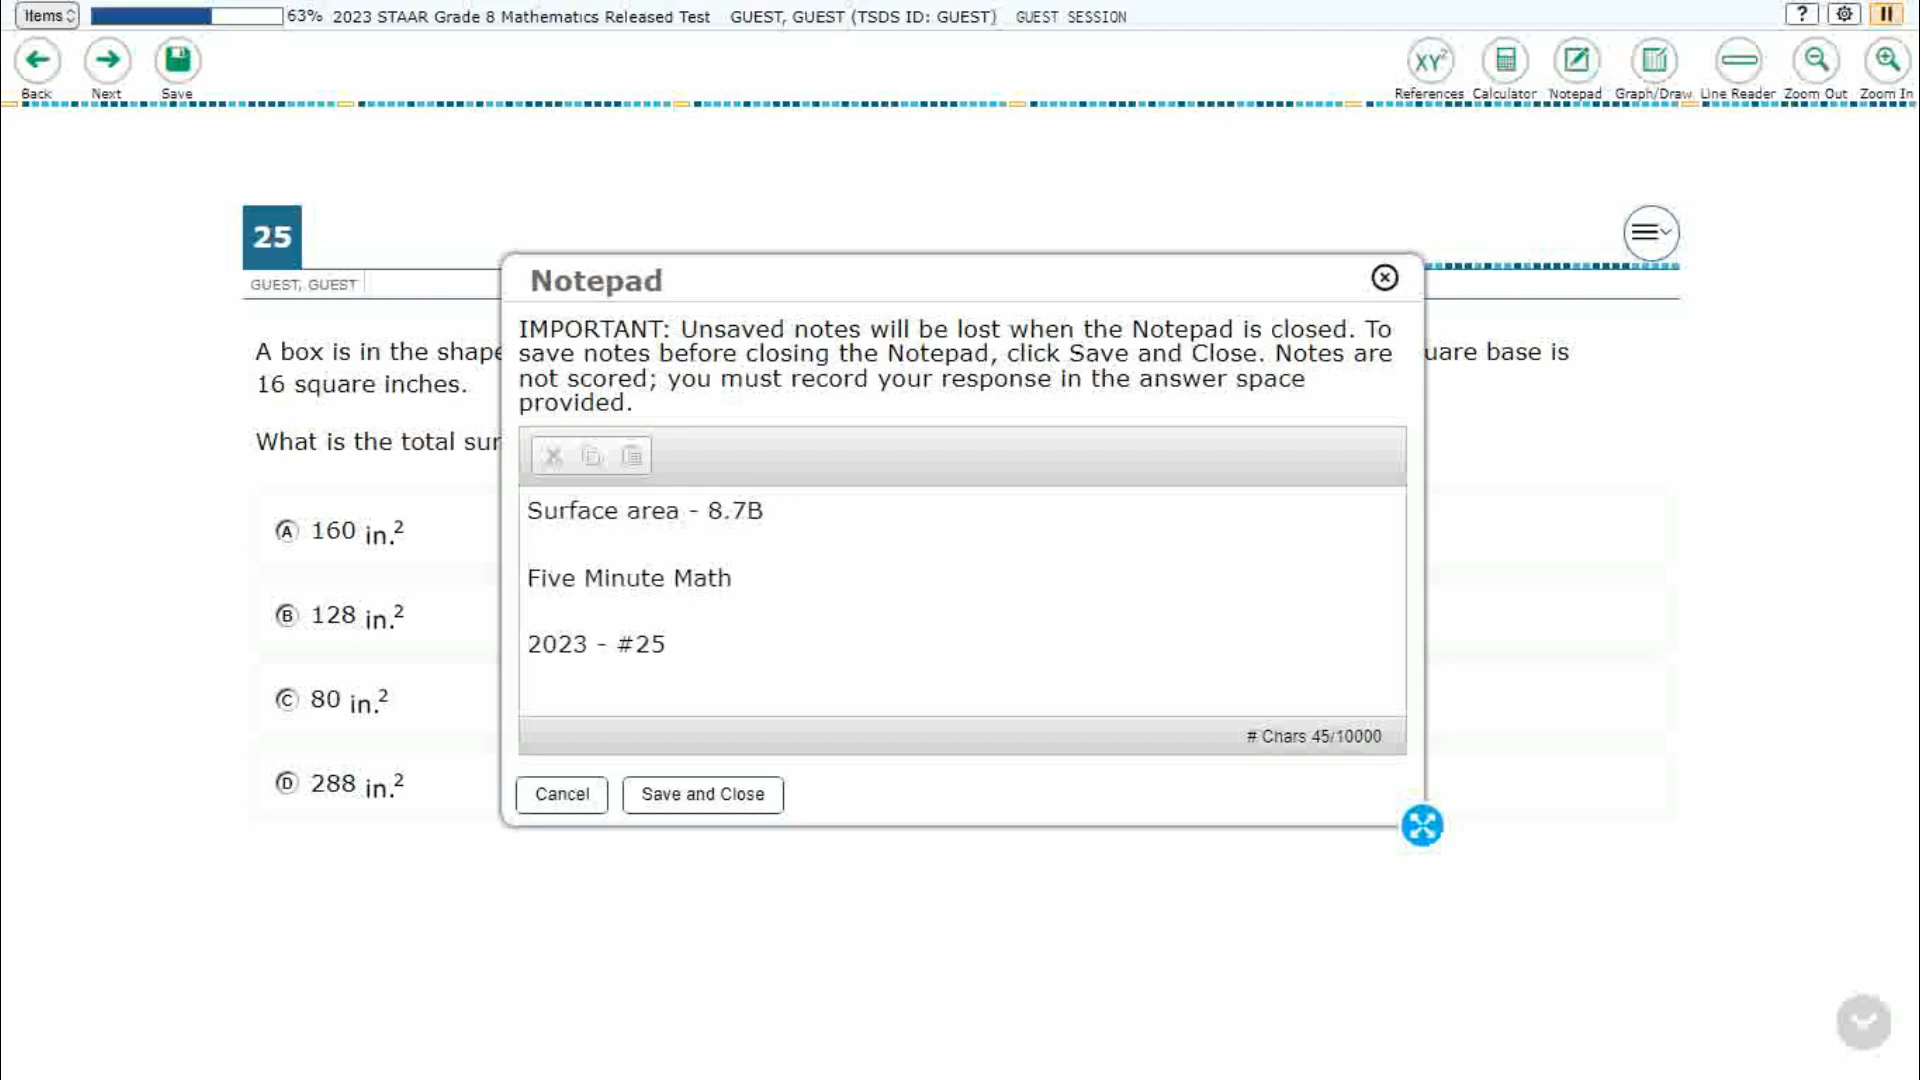 Items 63% 2023 STAAR Grade 8 Mathematics Released Test GUEST, GUEST (TSDS ID: GUEST) GUEST SESSION ?
XY²
Back Next Save References Calculator Notepad Graph/Draw Line Reader Zoom Out Zoom In
25
GUEST, GUEST
Notepad
IMPORTANT: Unsaved notes will be lost when the Notepad is closed. To
save notes before closing the Notepad, click Save and Close. Notes are
not scored; you must record your response in the answer space
provided.
A box is in the shape uare base is
16 square inches.
What is the total sur
A 160 in.²
B 128 in.²
C 80 in.²
D 288 in.²
Surface area - 8.7B
Five Minute Math
2023 - #25
# Chars 45/10000
Cancel Save and Close